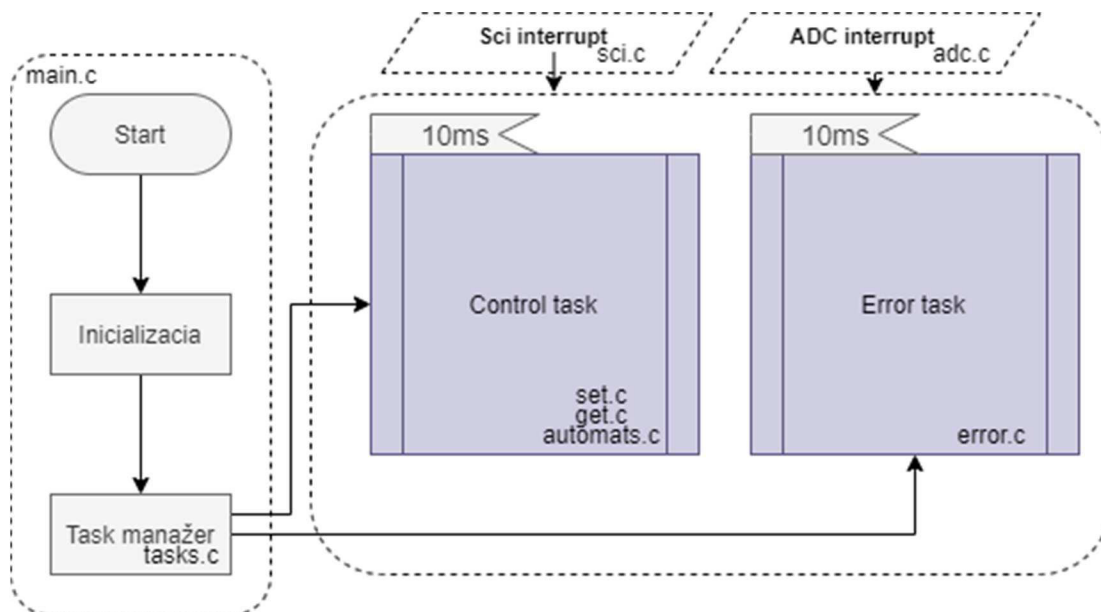 main.c
Start
Inicializacia
Task manažer
tasks.c
Sci interrupt
sci.c
ADC interrupt
adc.c
10ms
Control task
set.c
get.c
automats.c
10ms
Error task
error.c